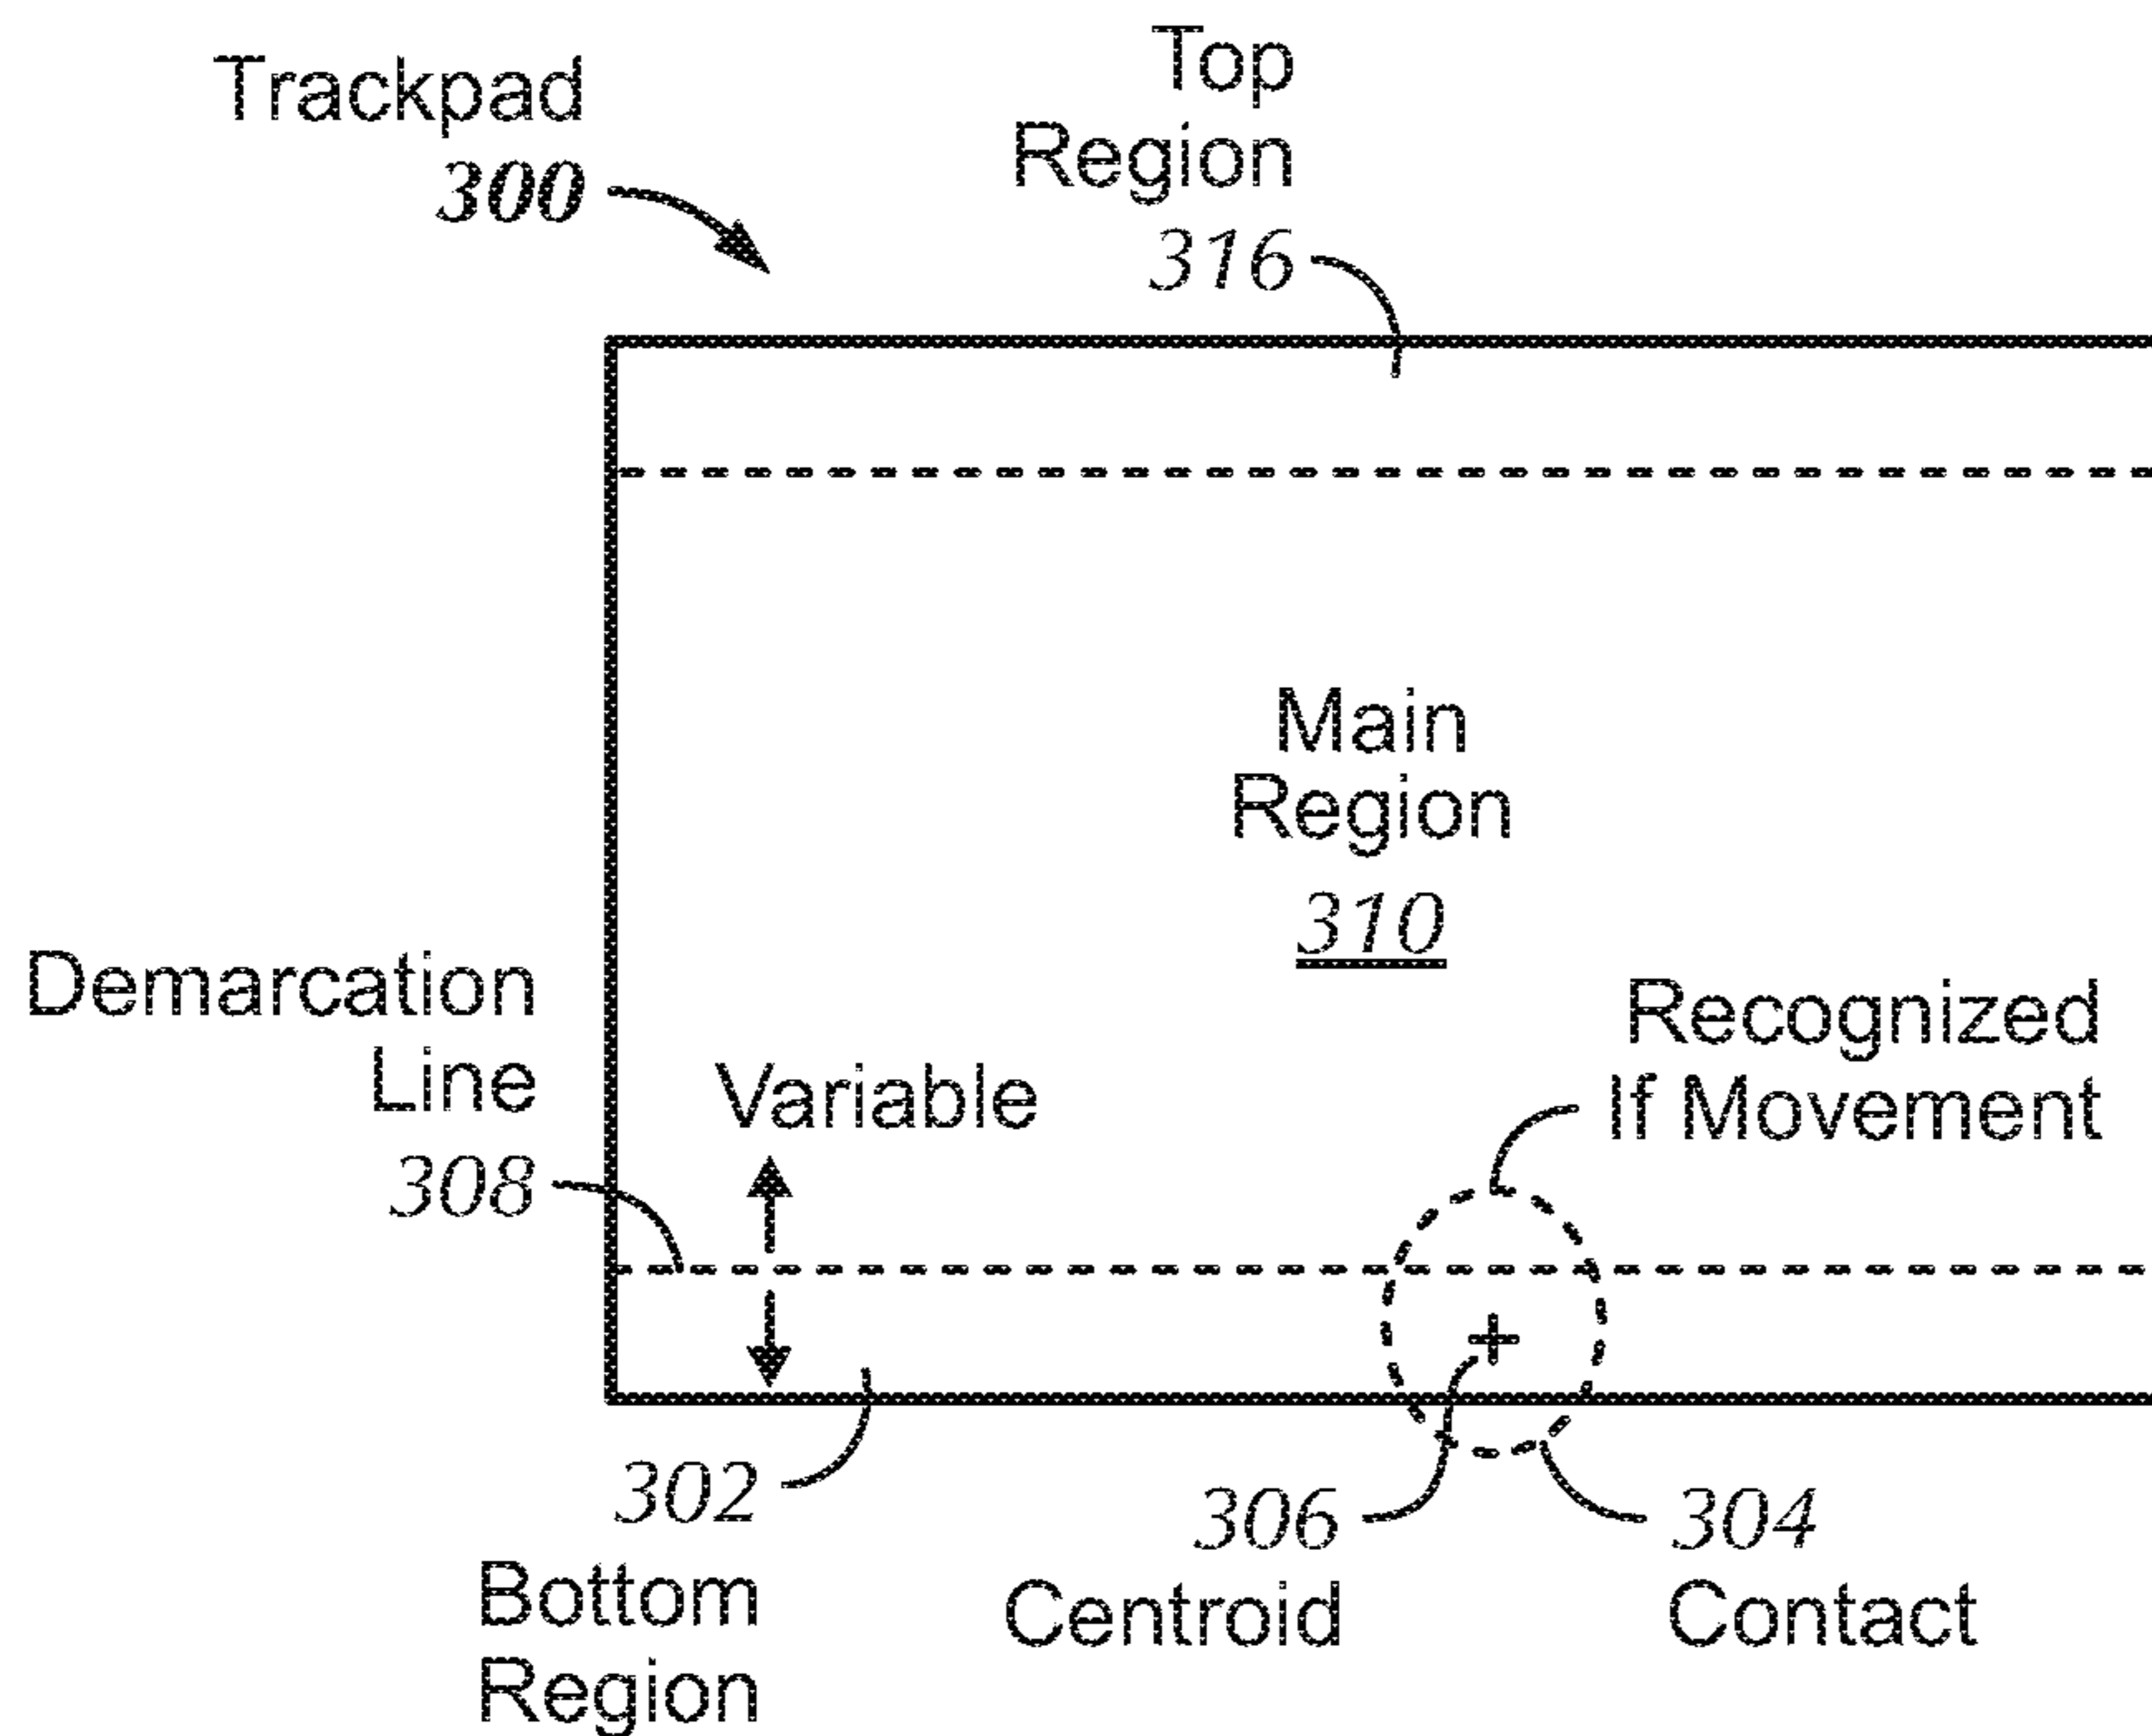 Trackpad
300
Top
Region
316
Main
Region
310
Demarcation
Line
308
Variable
Recognized
If Movement
302
Bottom
Region
306
Centroid
304
Contact